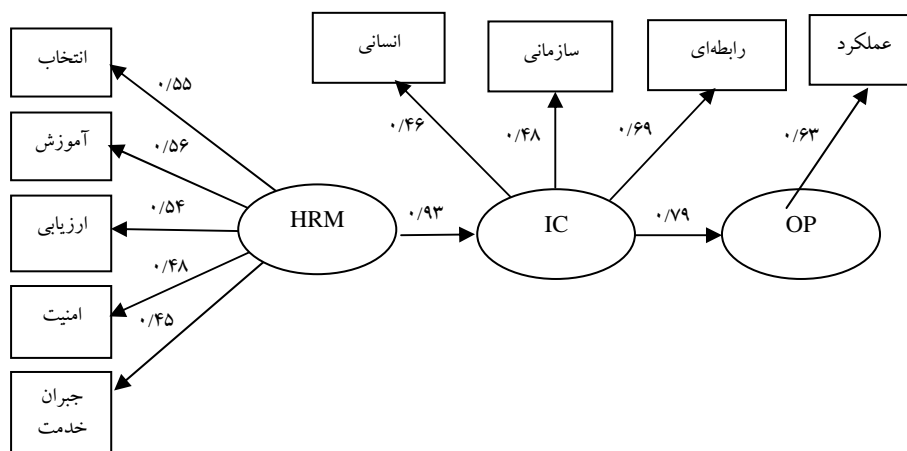 انتخاب
آموزش
ارزیابی
امنیت
جبران
خدمت
۰/۵۵
۰/۵۶
۰/۵۴
۰/۴۸
۰/۴۵
HRM
۰/۹۳
انسانی
سازمانی
رابطه‌ای
۰/۴۶
۰/۴۸
۰/۶۹
IC
۰/۷۹
عملکرد
۰/۶۳
OP